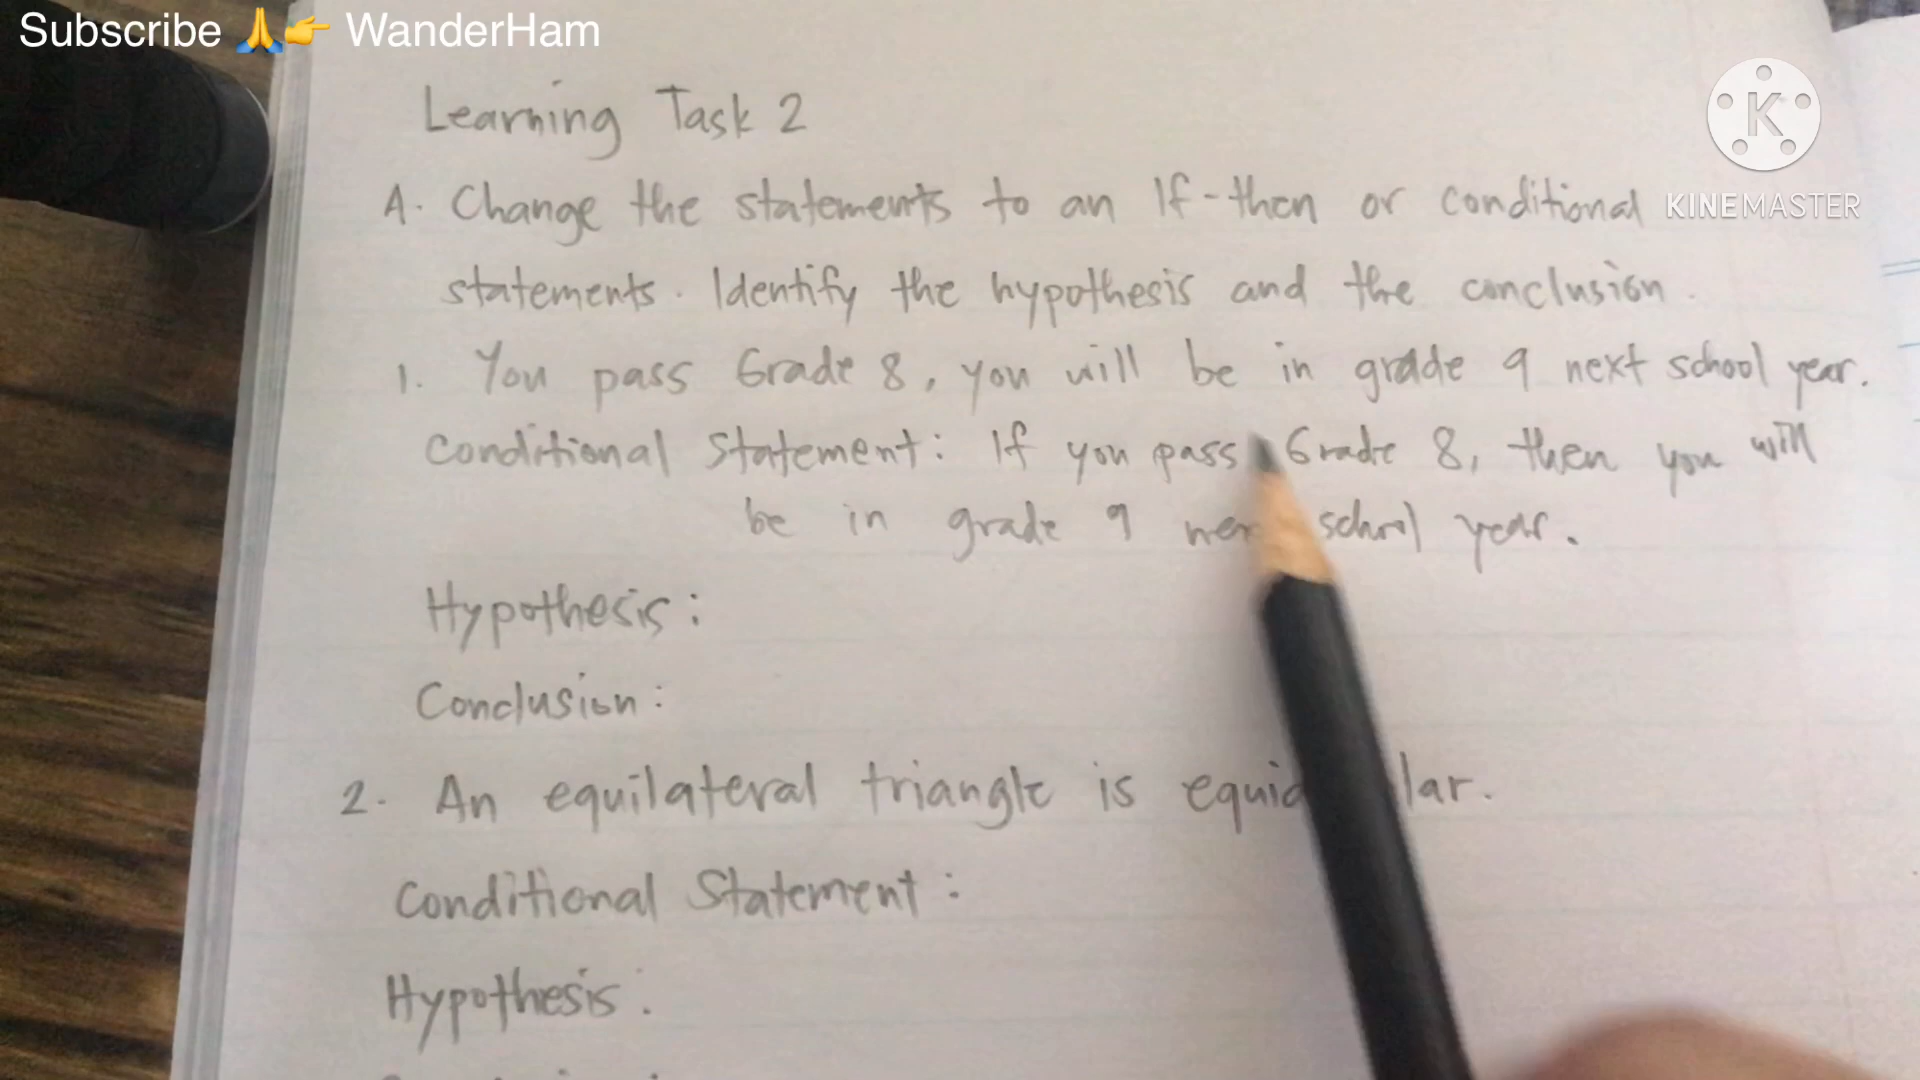 Subscribe 🙏👉 WanderHam
K
KINEMASTER
Learning Task 2
A. Change the statements to an If-then or conditional
statements. Identify the hypothesis and the conclusion.
1. You pass Grade 8, you will be in grade 9 next school year.
Conditional Statement: If you pass Grade 8, then you will
be in grade 9 school year.
Hypothesis:
Conclusion:
2. An equilateral triangle is
Conditional Statement:
Hypothesis: